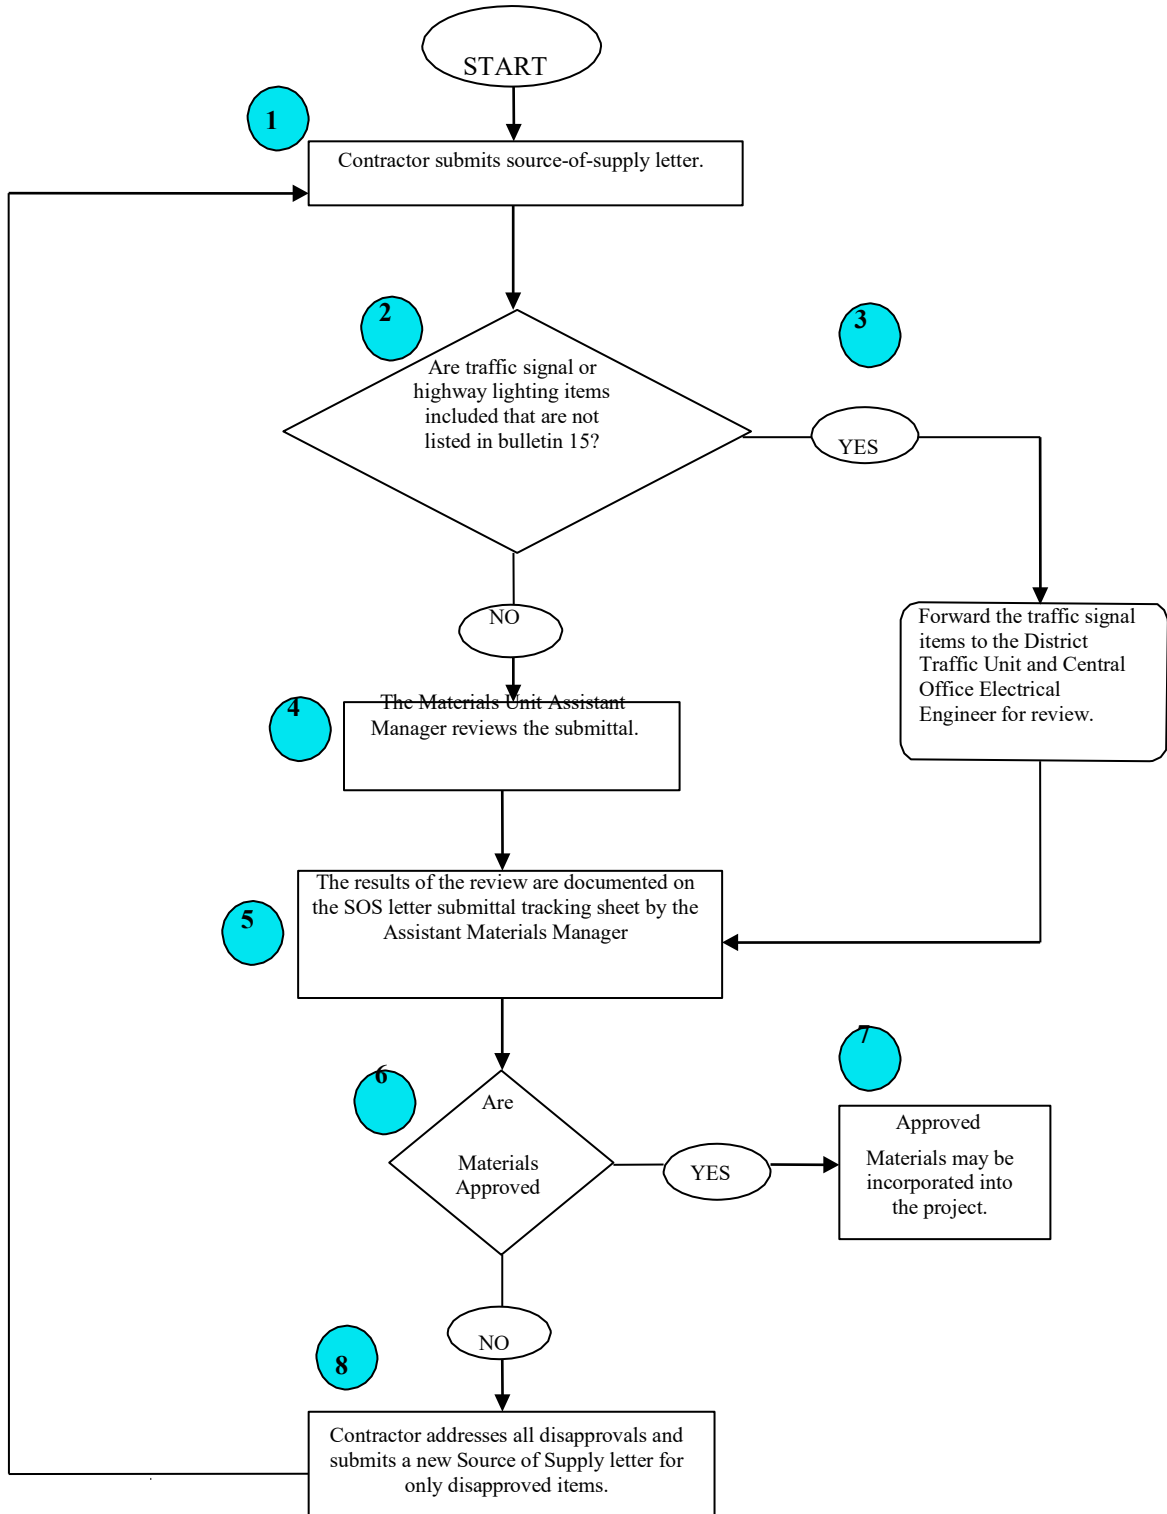 START
1
Contractor submits source-of-supply letter.
2
Are traffic signal or
highway lighting items
included that are not
listed in bulletin 15?
3
YES
Forward the traffic signal
items to the District
Traffic Unit and Central
Office Electrical
Engineer for review.
NO
4
The Materials Unit Assistant
Manager reviews the submittal.
5
The results of the review are documented on
the SOS letter submittal tracking sheet by the
Assistant Materials Manager
6
Are
Materials
Approved
YES
7
Approved
Materials may be
incorporated into
the project.
NO
8
Contractor addresses all disapprovals and
submits a new Source of Supply letter for
only disapproved items.